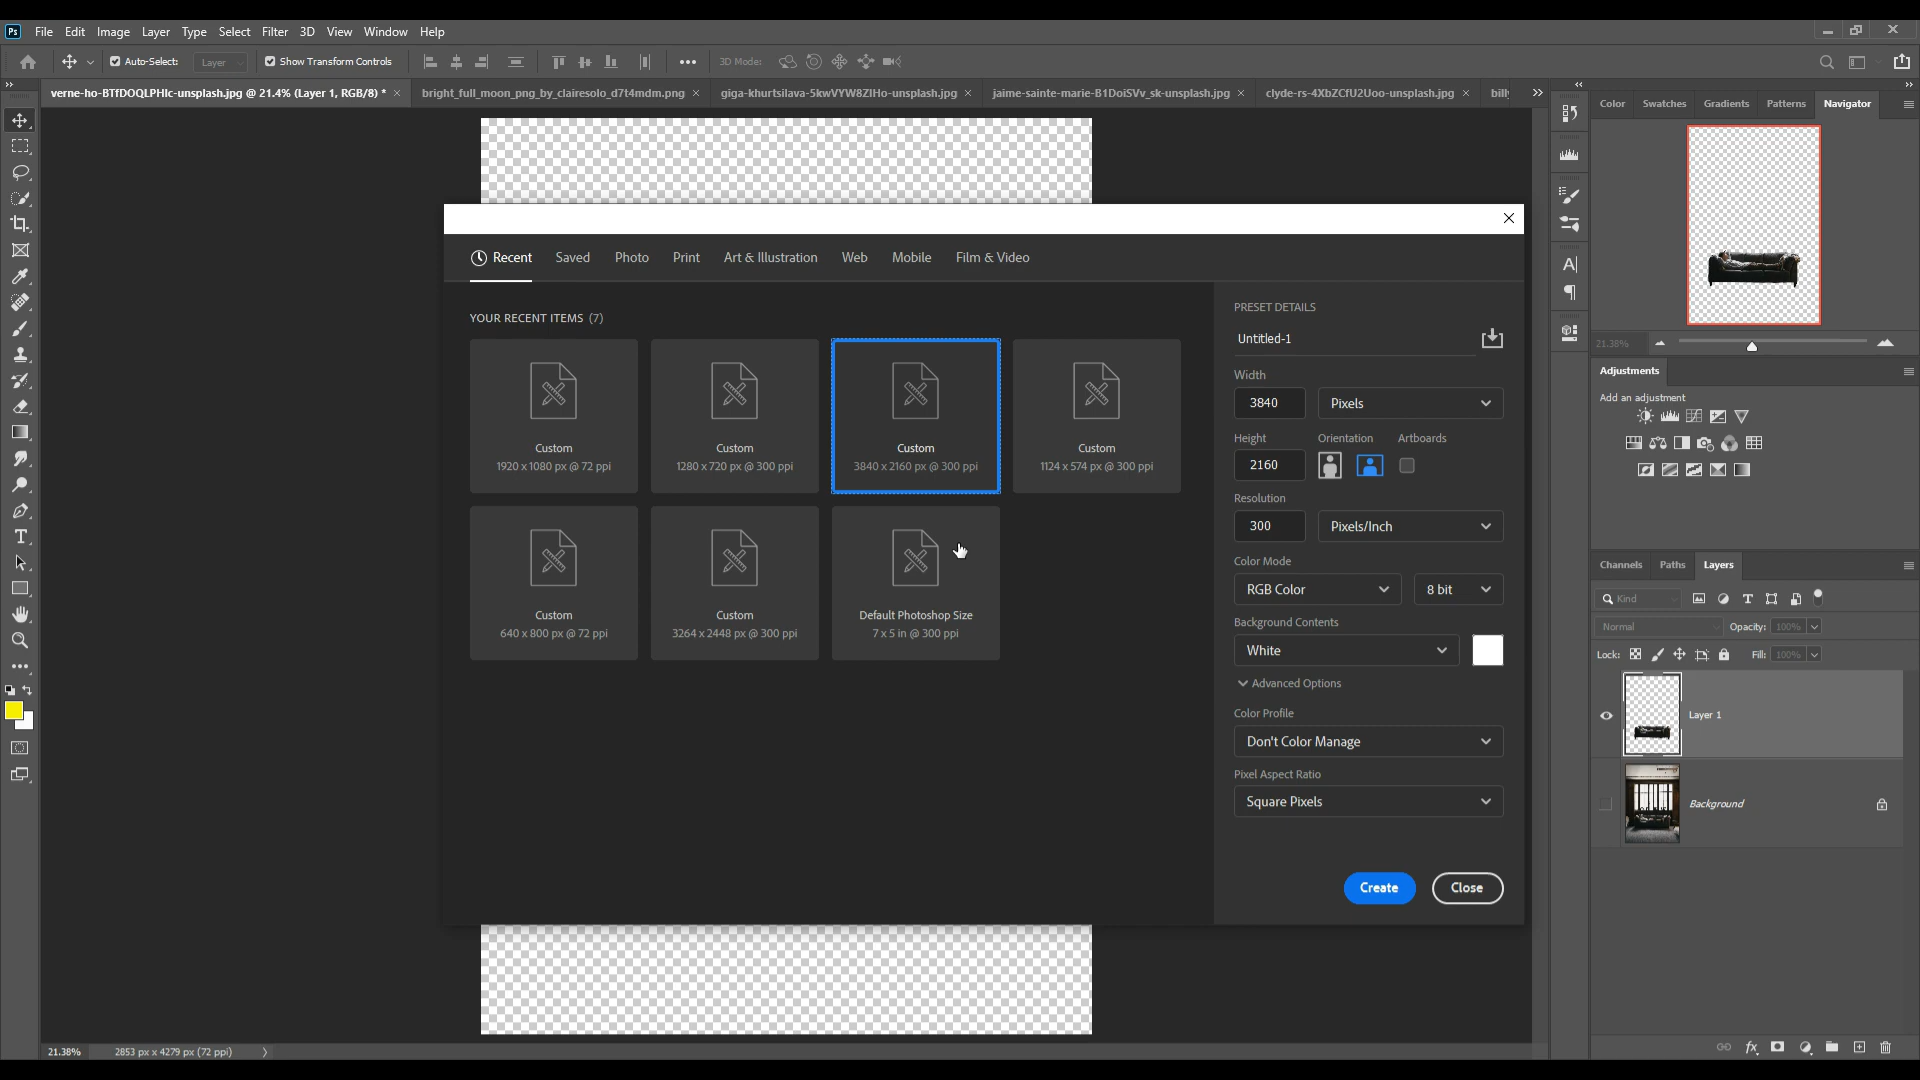 Ps File Edit Image Layer Type Select Filter 3D View Window Help
Auto-Select: Layer Show Transform Controls 3D Mode:
verne-ho-BTfDOQLPHIc-unsplash.jpg @ 21.4% (Layer 1, RGB/8) * bright_full_moon_png_by_clairesolo_d7t4mdm.png giga-khurtsilava-5kwVYW8ZIHo-unsplash.jpg jaime-sainte-marie-B1DoiSVv_sk-unsplash.jpg clyde-rs-4XbZCfU2Uoo-unsplash.jpg
Color Swatches Gradients Patterns Navigator
21.38%
Adjustments
Add an adjustment
Channels Paths Layers
Kind
Normal Opacity: 100%
Lock: Fill: 100%
Layer 1
Background
Recent Saved Photo Print Art & Illustration Web Mobile Film & Video
YOUR RECENT ITEMS (7)
Custom
1920 x 1080 px @ 72 ppi
Custom
1280 x 720 px @ 300 ppi
Custom
3840 x 2160 px @ 300 ppi
Custom
1124 x 574 px @ 300 ppi
Custom
640 x 800 px @ 72 ppi
Custom
3264 x 2448 px @ 300 ppi
Default Photoshop Size
7 x 5 in @ 300 ppi
PRESET DETAILS
Untitled-1
Width
3840 Pixels
Height Orientation Artboards
2160
Resolution
300 Pixels/Inch
Color Mode
RGB Color 8 bit
Background Contents
White
Advanced Options
Color Profile
Don't Color Manage
Pixel Aspect Ratio
Square Pixels
Create Close
21.38% 2853 px x 4279 px (72 ppi)